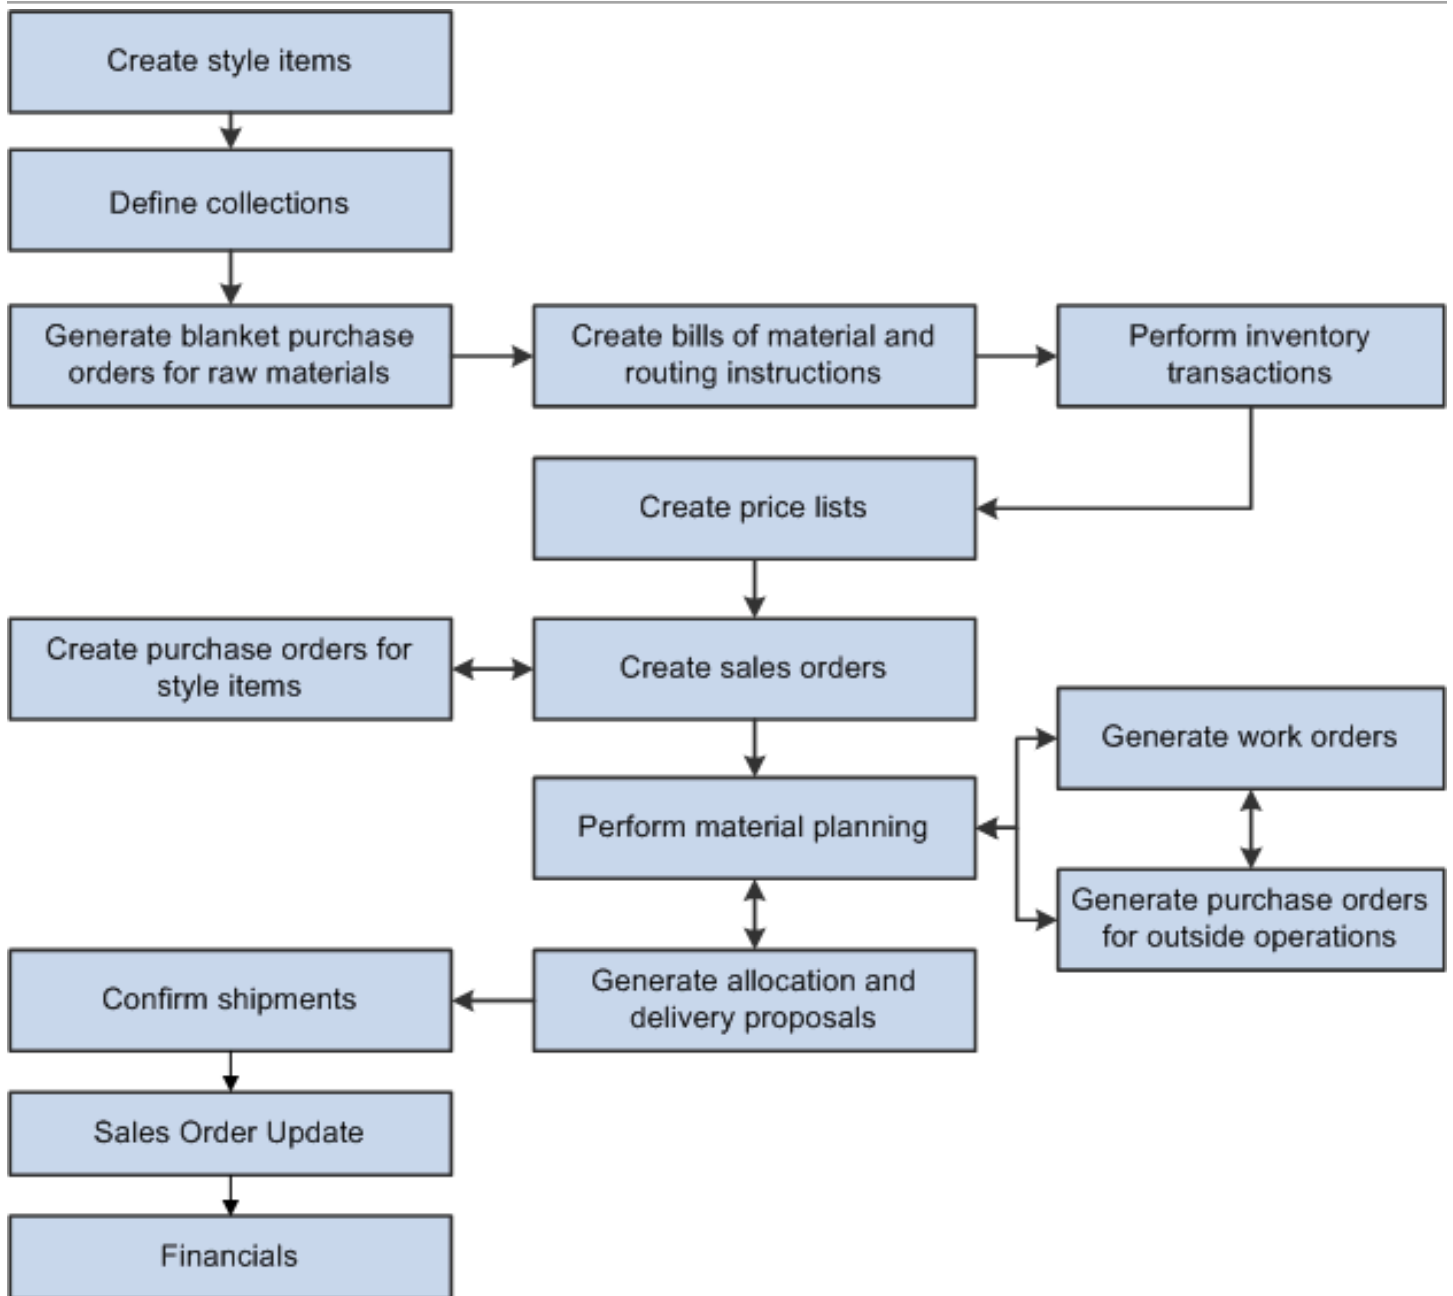 Create style items
Define collections
Generate blanket purchase
orders for raw materials
Create bills of material and
routing instructions
Perform inventory
transactions
Create price lists
Create purchase orders for
style items
Create sales orders
Generate work orders
Perform material planning
Generate purchase orders
for outside operations
Confirm shipments
Generate allocation and
delivery proposals
Sales Order Update
Financials